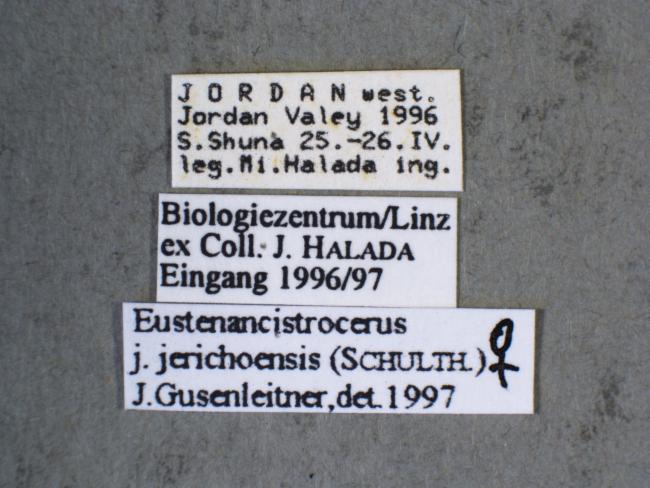 JORDAN west.
Jordan Valey 1996
S.Shuna 25.-26.IV.
leg.Mi.Halada ing.
Biologiezentrum/Linz
ex Coll. J. HALADA
Eingang 1996/97
Eustenancistrocerus
j. jerichoensis (SCHULTH.) ♀
J.Gusenleitner,det.1997